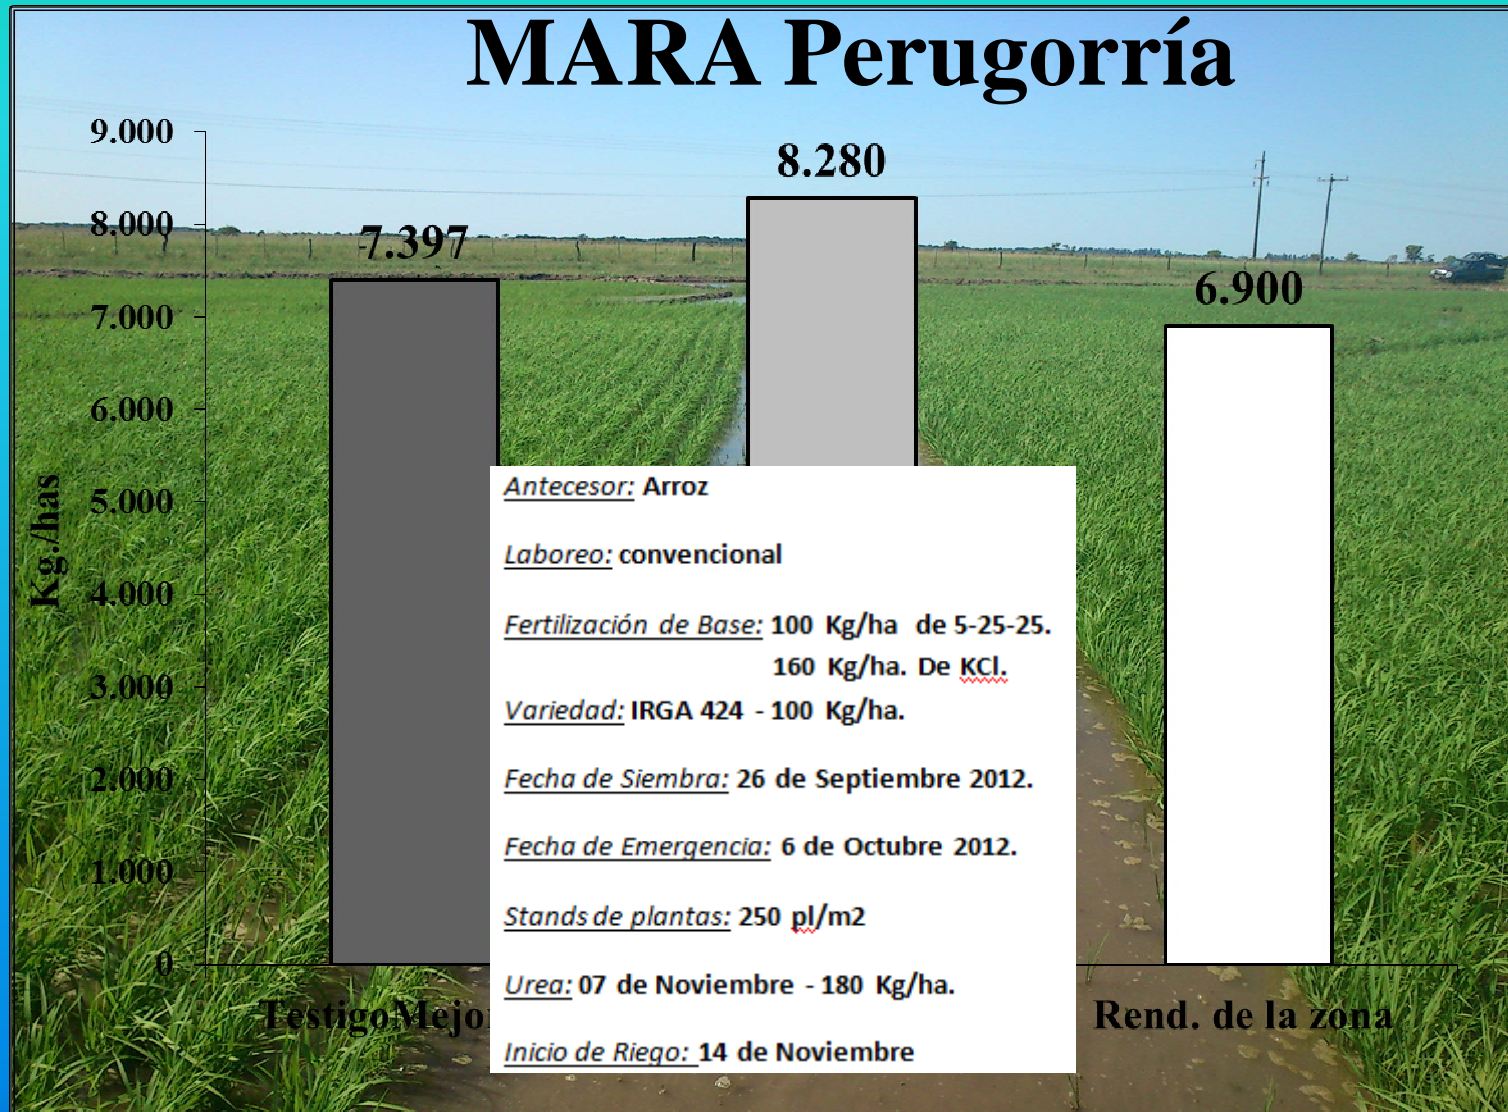 MARA Perugorría
9.000
8.000
7.000
6.000
5.000
4.000
3.000
2.000
1.000
0
Kg./has
7.397
8.280
6.900
Antecesor: Arroz
Laboreo: convencional
Fertilización de Base: 100 Kg/ha de 5-25-25.
160 Kg/ha. De KCl.
Variedad: IRGA 424 - 100 Kg/ha.
Fecha de Siembra: 26 de Septiembre 2012.
Fecha de Emergencia: 6 de Octubre 2012.
Stands de plantas: 250 pl/m2
Urea: 07 de Noviembre - 180 Kg/ha.
Inicio de Riego: 14 de Noviembre
Testigo Rend. de la zona